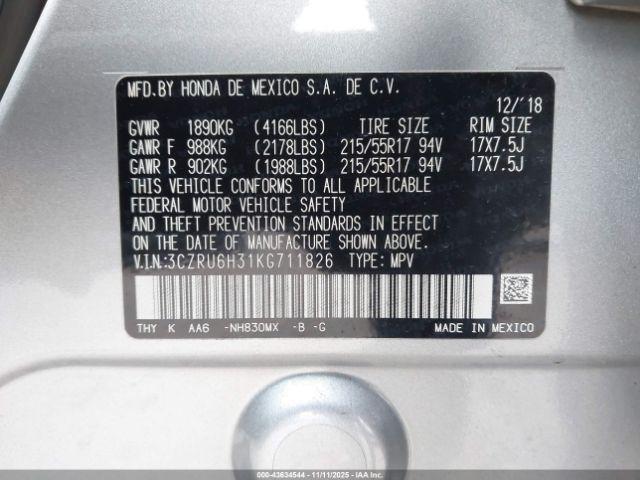 MFD.BY HONDA DE MEXICO S.A. DE C.V.
12/'18
GVWR 1890KG (4166LBS) TIRE SIZE RIM SIZE
GAWR F 988KG (2178LBS) 215/55R17 94V 17X7.5J
GAWR R 902KG (1988LBS) 215/55R17 94V 17X7.5J
THIS VEHICLE CONFORMS TO ALL APPLICABLE
FEDERAL MOTOR VEHICLE SAFETY
AND THEFT PREVENTION STANDARDS IN EFFECT
ON THE DATE OF MANUFACTURE SHOWN ABOVE.
V.I.N:3CZRU6H31KG711826 TYPE: MPV
THY K AA6 -NH830MX -B -G
MADE IN MEXICO
000-43634544 - 11/11/2025 - IAAI.COM